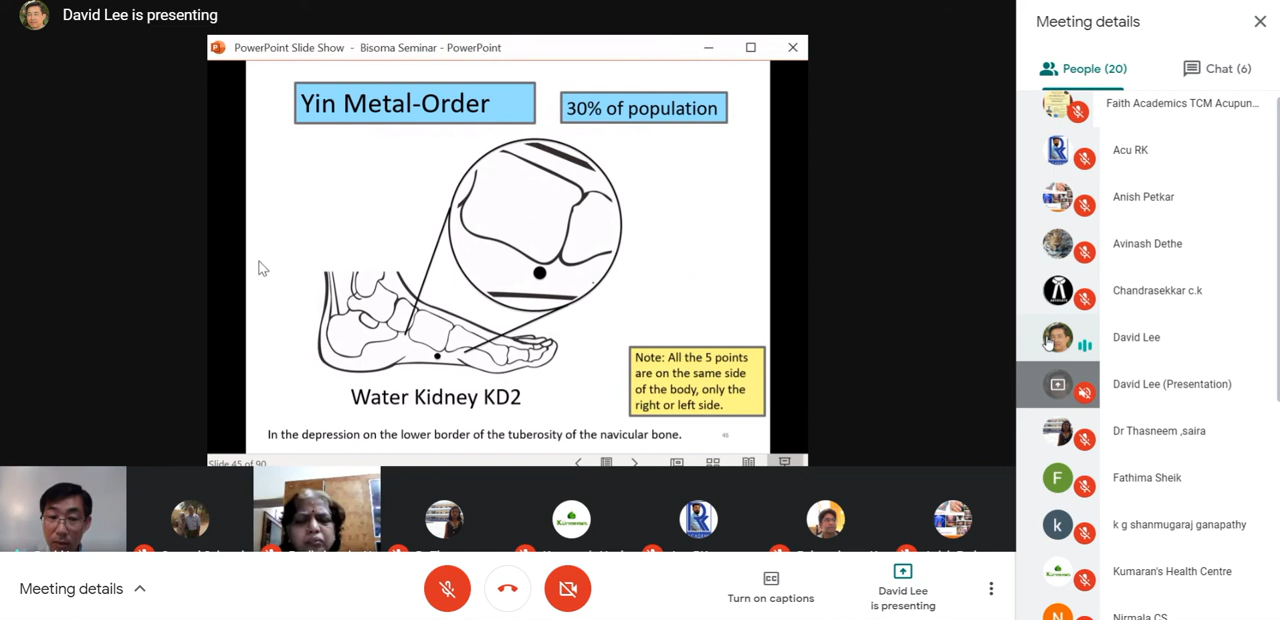 David Lee is presenting
PowerPoint Slide Show - Bisoma Seminar - PowerPoint
Yin Metal-Order
30% of population
Water Kidney KD2
Note: All the 5 points
are on the same side
of the body, only the
right or left side.
In the depression on the lower border of the tuberosity of the navicular bone.
45
Slide 45 of 90
Meeting details
People (20)
Chat (6)
Faith Academics TCM Acupun...
Acu RK
Anish Petkar
Avinash Dethe
Chandrasekkar c.k
David Lee
David Lee (Presentation)
Dr Thasneem ,saira
F
Fathima Sheik
k
k g shanmugaraj ganapathy
Kumaran's Health Centre
N
Nirmala CS
Meeting details
Turn on captions
David Lee
is presenting